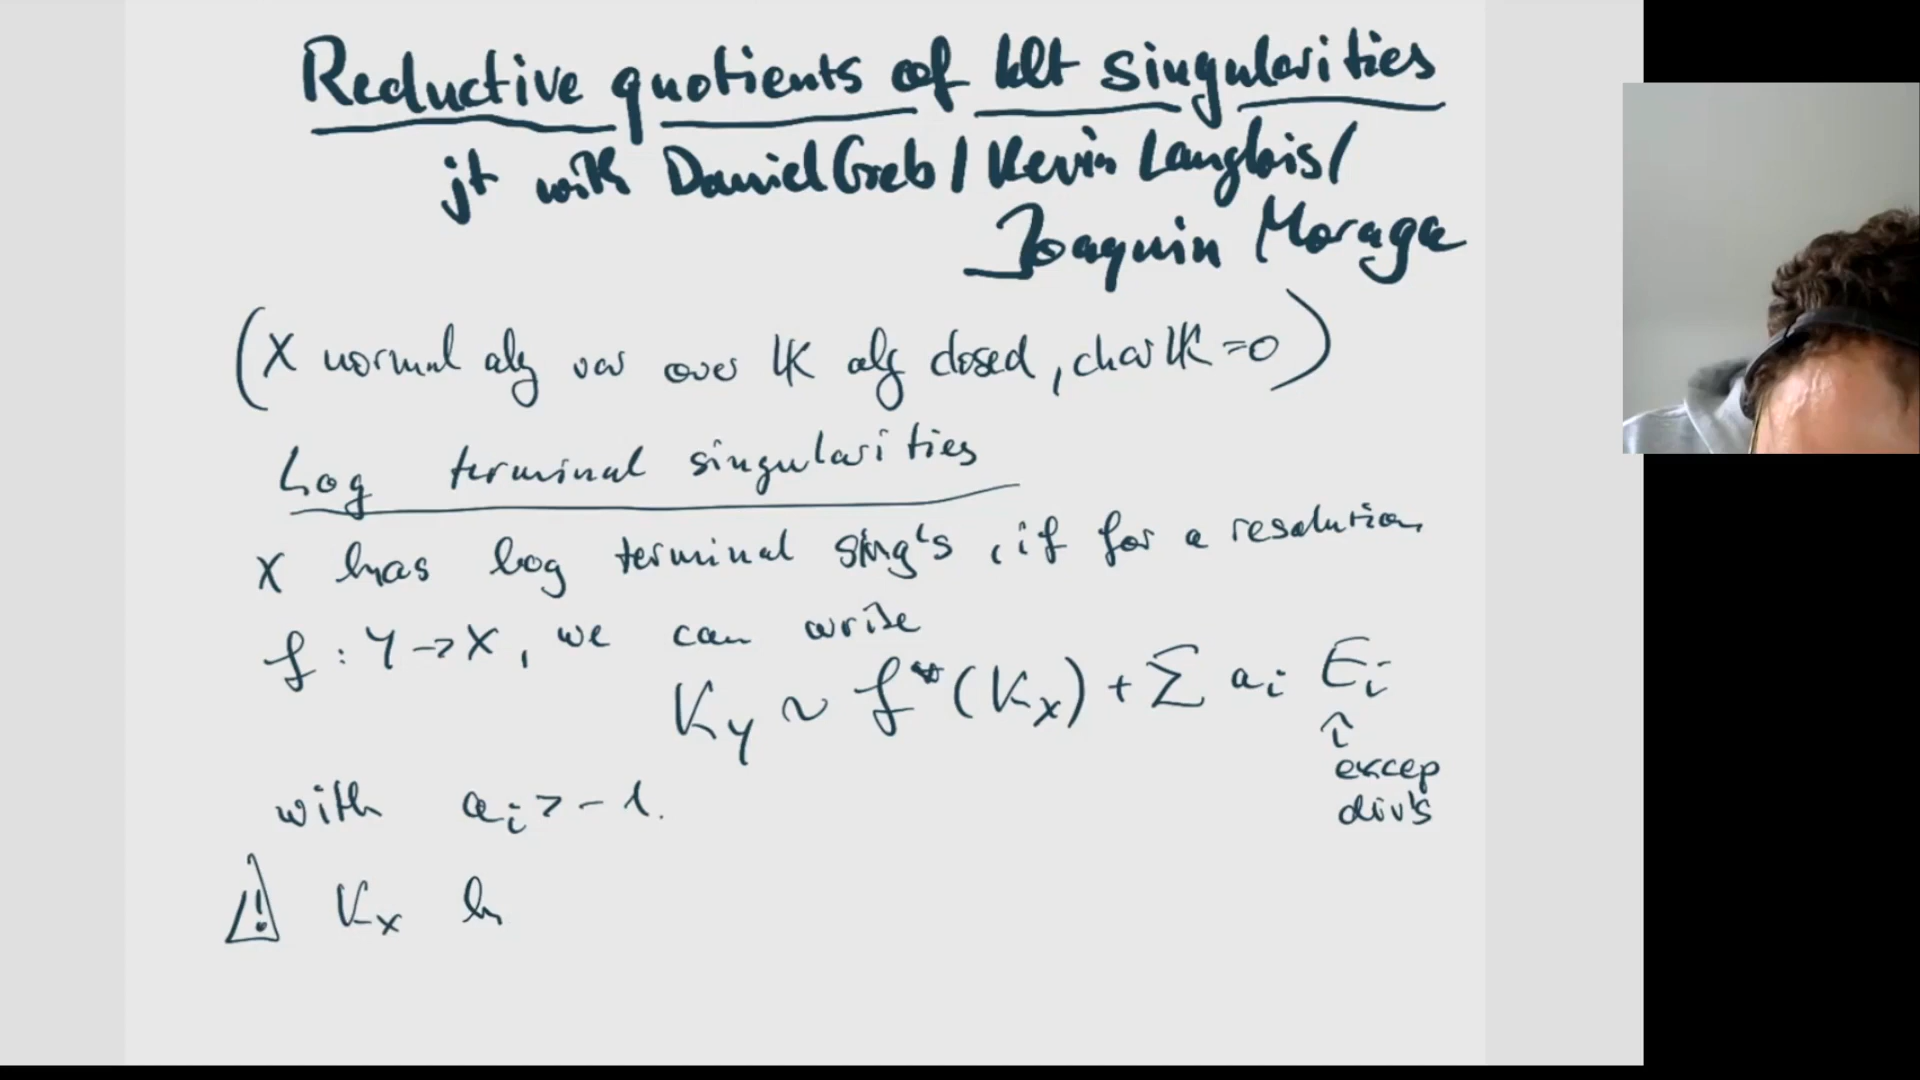 Reductive quotients of klt singularities
jt with Daniel Greb / Kevin Langlois /
Joaquin Moraga
(X normal alg var over 𝕂 alg closed, char 𝕂 = 0)
Log terminal singularities
X has log terminal sing's, if for a resolution
f : Y → X, we can write
K_Y ~ f*(K_X) + Σ a_i E_i
↑
excep
div's
with a_i > -1.
⚠ K_X h